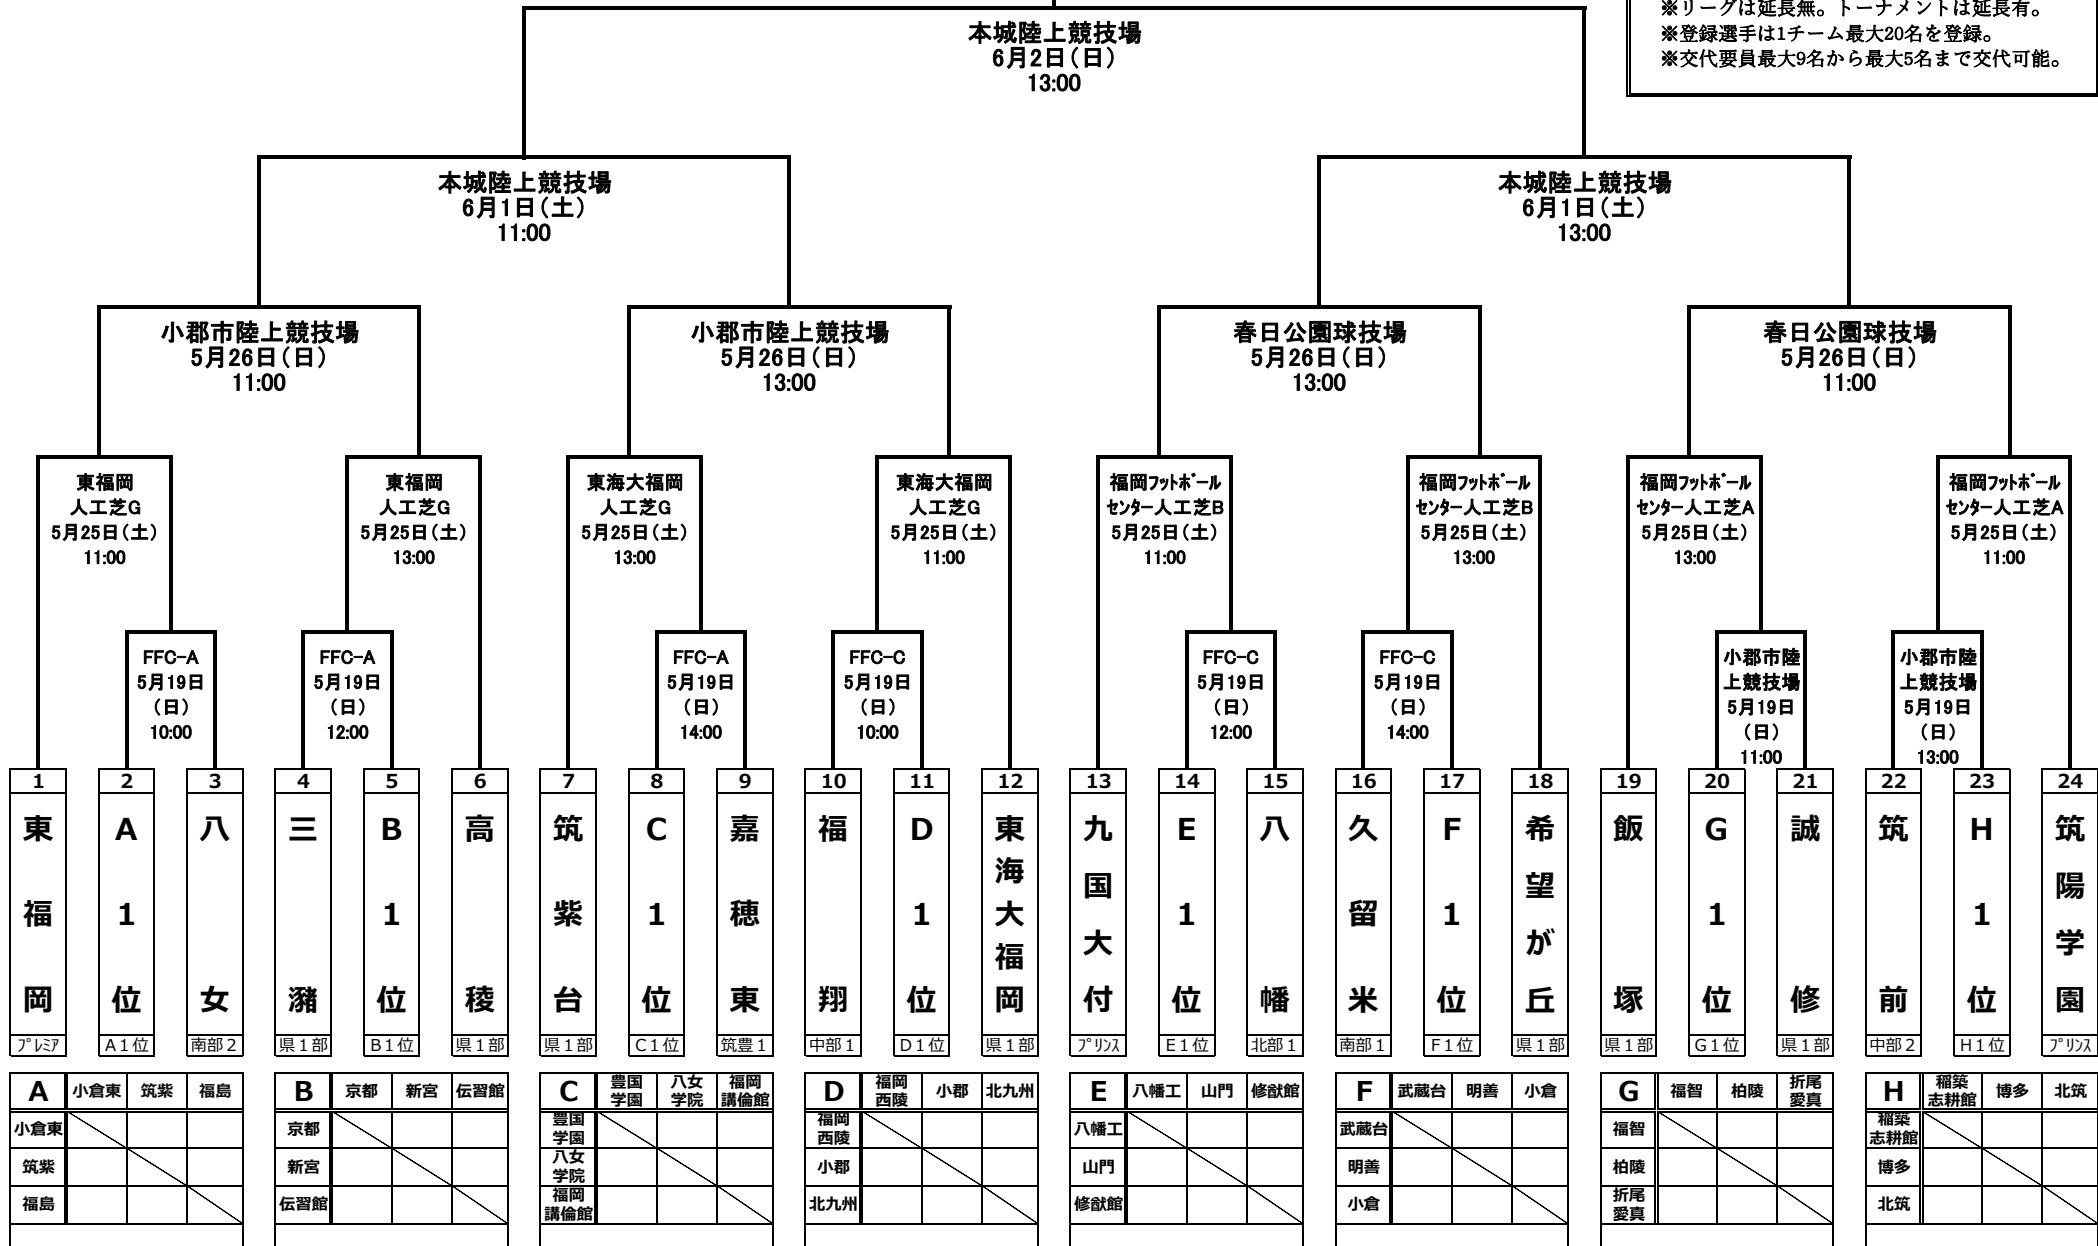 ※リーグは延長無。トーナメントは延長有。
※登録選手は1チーム最大20名を登録。
※交代要員最大9名から最大5名まで交代可能。
本城陸上競技場
6月2日(日)
13:00
本城陸上競技場
6月1日(土)
11:00
本城陸上競技場
6月1日(土)
13:00
小郡市陸上競技場
5月26日(日)
11:00
小郡市陸上競技場
5月26日(日)
13:00
春日公園球技場
5月26日(日)
13:00
春日公園球技場
5月26日(日)
11:00
東福岡
人工芝G
5月25日(土)
11:00
東福岡
人工芝G
5月25日(土)
13:00
東海大福岡
人工芝G
5月25日(土)
13:00
東海大福岡
人工芝G
5月25日(土)
11:00
福岡フットボール
センター人工芝B
5月25日(土)
11:00
福岡フットボール
センター人工芝B
5月25日(土)
13:00
福岡フットボール
センター人工芝A
5月25日(土)
13:00
福岡フットボール
センター人工芝A
5月25日(土)
11:00
FFC-A
5月19日
(日)
10:00
FFC-A
5月19日
(日)
12:00
FFC-A
5月19日
(日)
14:00
FFC-C
5月19日
(日)
10:00
FFC-C
5月19日
(日)
12:00
FFC-C
5月19日
(日)
14:00
小郡市陸
上競技場
5月19日
(日)
11:00
小郡市陸
上競技場
5月19日
(日)
13:00
1 2 3 4 5 6 7 8 9 10 11 12 13 14 15 16 17 18 19 20 21 22 23 24
東福岡
A1位
八女
三潴
B1位
高稜
筑紫台
C1位
嘉穂東
福翔
D1位
東海大福岡
九国大付
E1位
八幡
久留米
F1位
希望が丘
飯塚
G1位
誠修
筑前
H1位
筑陽学園
プレミア A1位 南部2 県1部 B1位 県1部 県1部 C1位 筑豊1 中部1 D1位 県1部 プリンス E1位 北部1 南部1 F1位 県1部 県1部 G1位 県1部 中部2 H1位 プリンス
A 小倉東 筑紫 福島
小倉東
筑紫
福島
B 京都 新宮 伝習館
京都
新宮
伝習館
C 豊国学園 八女学院 福岡講倫館
豊国
学園
八女
学院
福岡
講倫館
D 福岡西陵 小郡 北九州
福岡
西陵
小郡
北九州
E 八幡工 山門 修猷館
八幡工
山門
修猷館
F 武蔵台 明善 小倉
武蔵台
明善
小倉
G 福智 柏陵 折尾愛真
福智
柏陵
折尾
愛真
H 稲築志耕館 博多 北筑
稲築
志耕館
博多
北筑